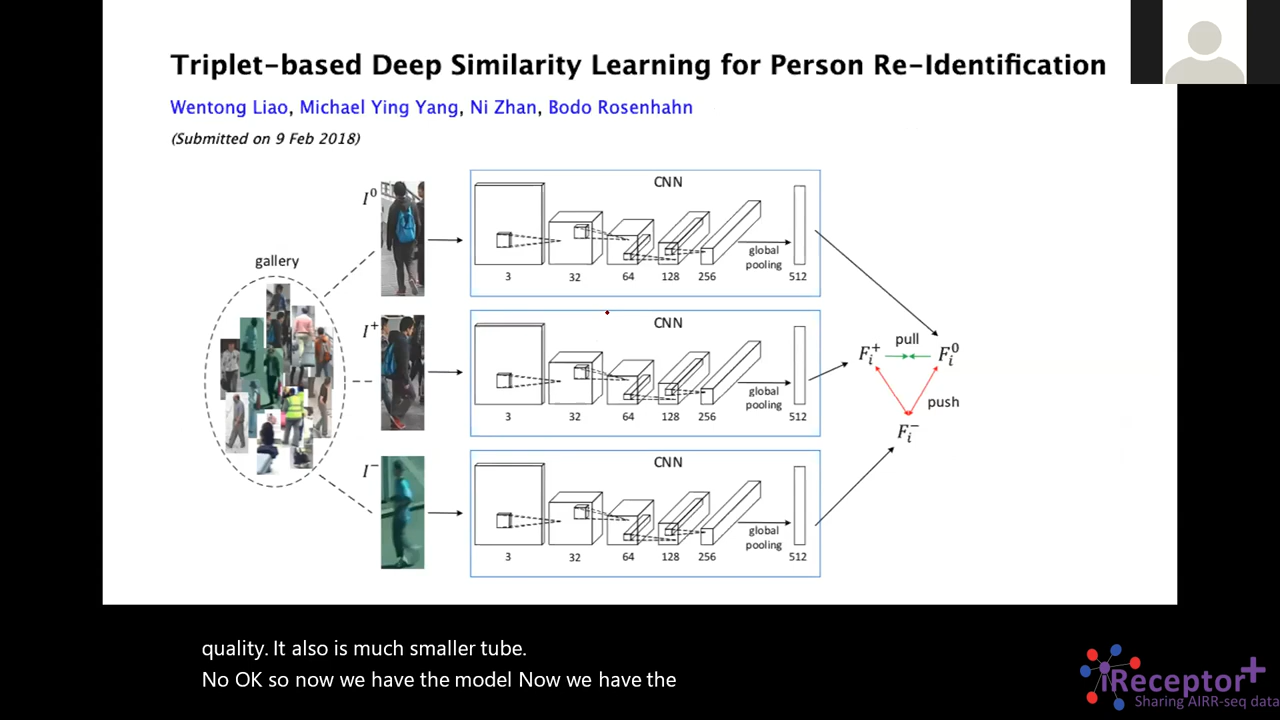 Triplet-based Deep Similarity Learning for Person Re-Identification
Wentong Liao, Michael Ying Yang, Ni Zhan, Bodo Rosenhahn
(Submitted on 9 Feb 2018)
gallery
I⁰
CNN
3 32 64 128 256 global pooling 512
I⁺
CNN
3 32 64 128 256 global pooling 512
I⁻
CNN
3 32 64 128 256 global pooling 512
Fᵢ⁺ pull Fᵢ⁰
push
Fᵢ⁻
quality. It also is much smaller tube.
No OK so now we have the model Now we have the
iReceptor+
Sharing AIRR-seq data